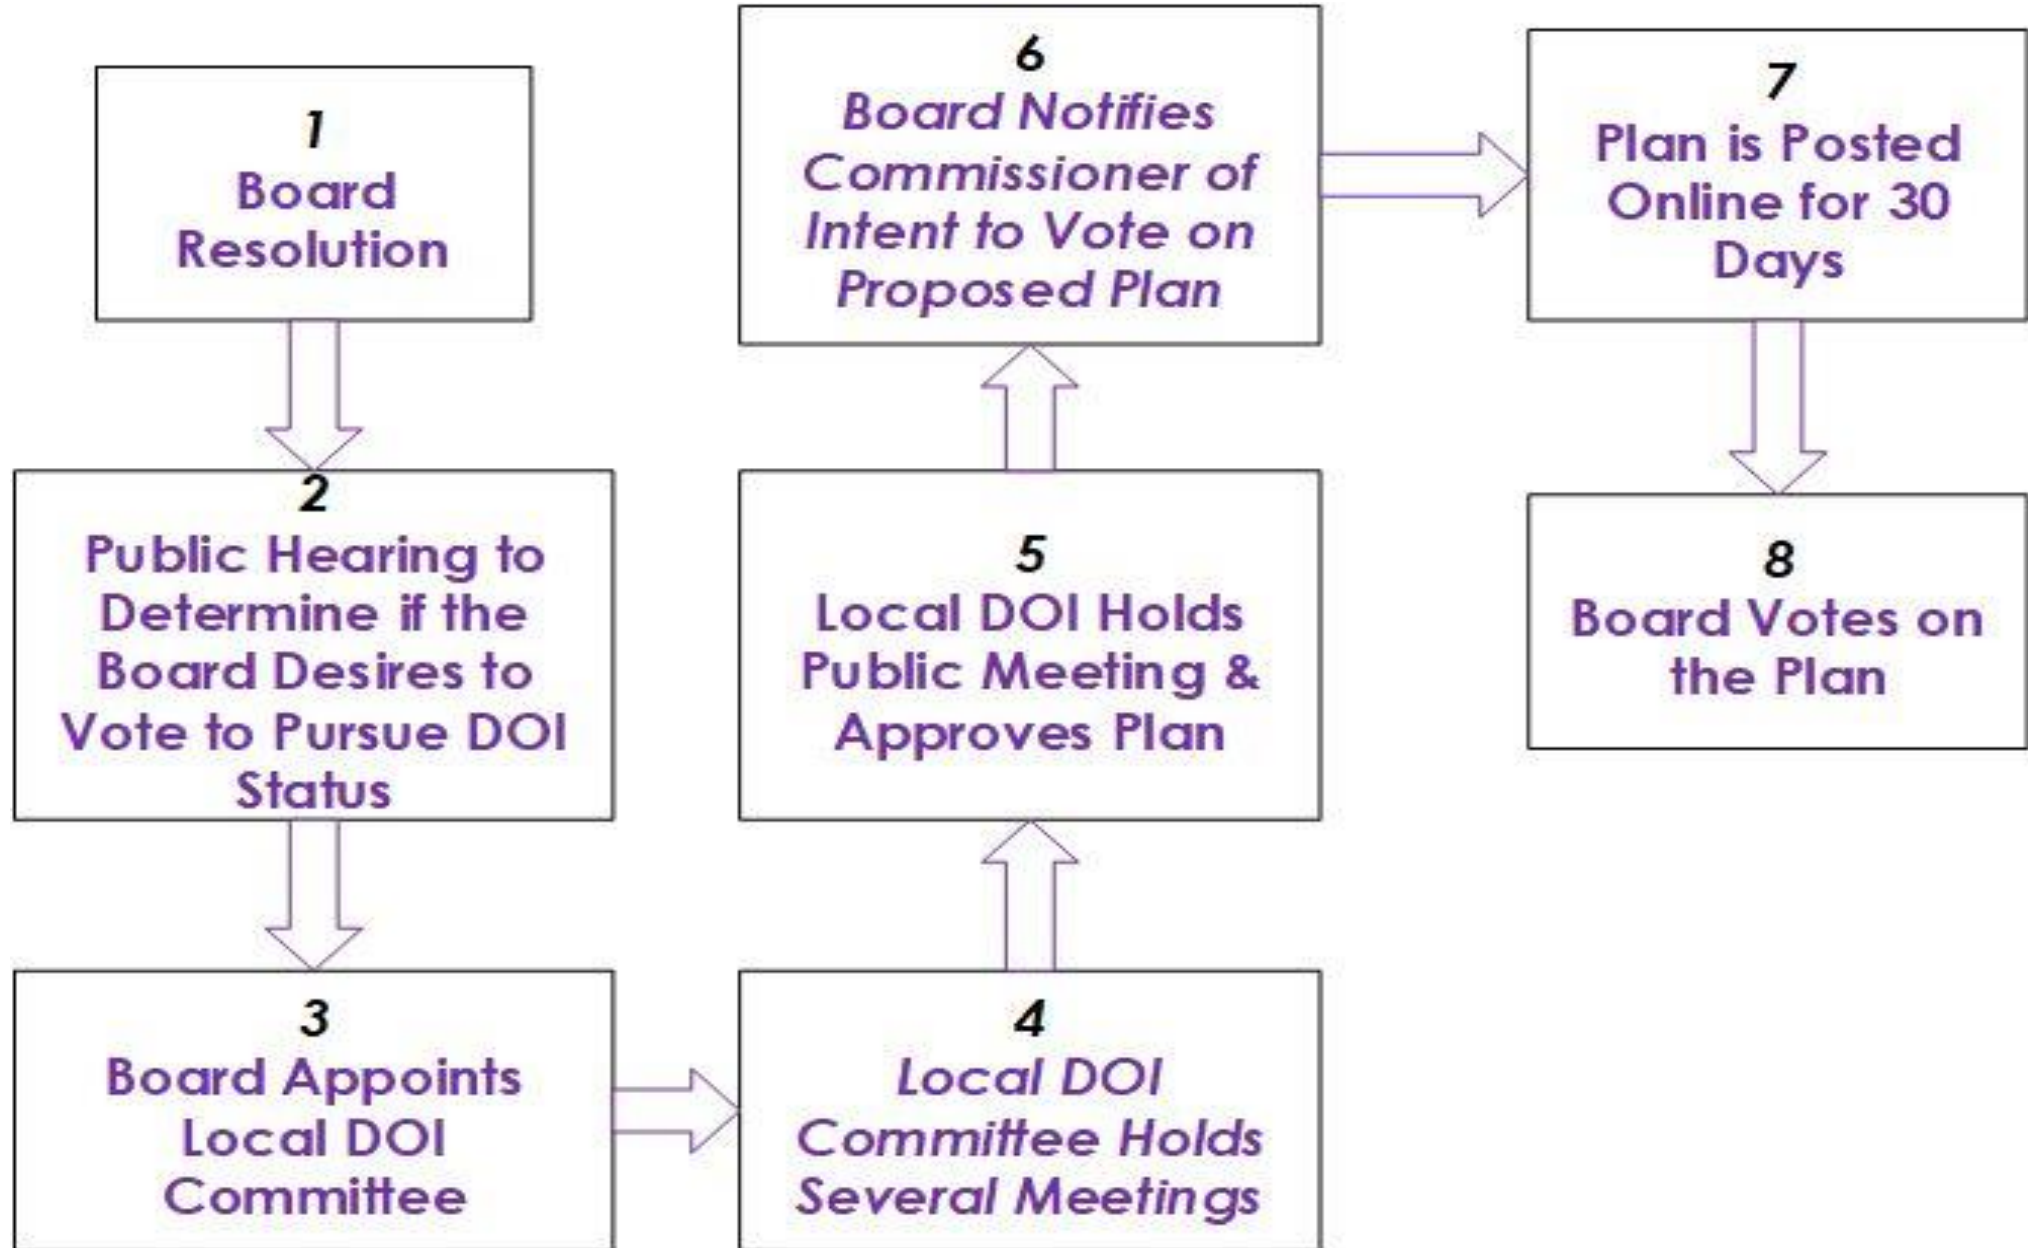 1
Board
Resolution
2
Public Hearing to
Determine if the
Board Desires to
Vote to Pursue DOI
Status
3
Board Appoints
Local DOI
Committee
4
Local DOI
Committee Holds
Several Meetings
5
Local DOI Holds
Public Meeting &
Approves Plan
6
Board Notifies
Commissioner of
Intent to Vote on
Proposed Plan
7
Plan is Posted
Online for 30
Days
8
Board Votes on
the Plan